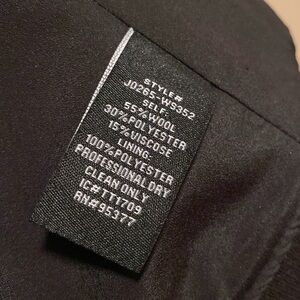 STYLE#
J0265-WS352
SELF:
55%WOOL
30%POLYESTER
15%VISCOSE
LINING:
100%POLYESTER
PROFESSIONAL DRY
CLEAN ONLY
IC#TT1709
RN#95377